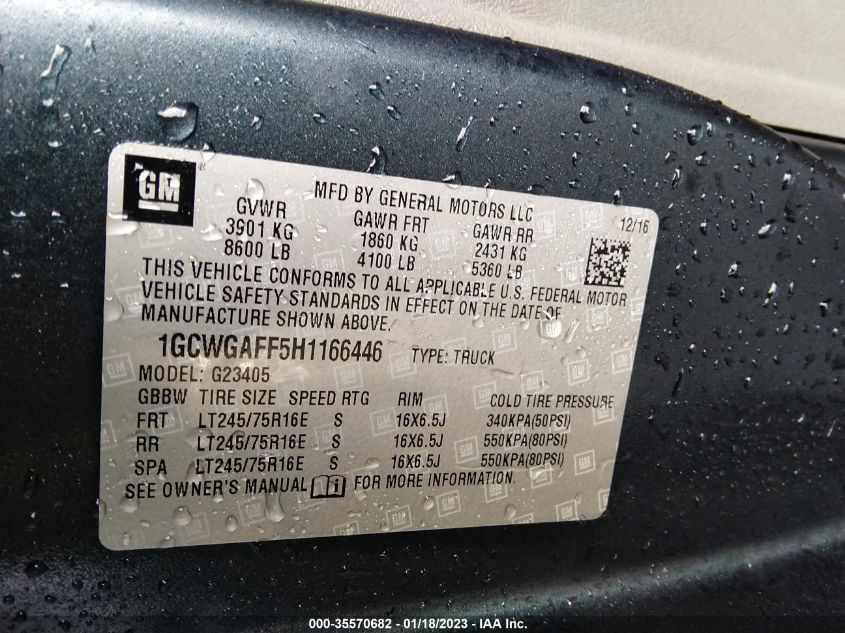 GM ®
MFD BY GENERAL MOTORS LLC
GVWR GAWR FRT GAWR RR 12/16
3901 KG 1860 KG 2431 KG
8600 LB 4100 LB 5360 LB
THIS VEHICLE CONFORMS TO ALL APPLICABLE U.S. FEDERAL MOTOR
VEHICLE SAFETY STANDARDS IN EFFECT ON THE DATE OF
MANUFACTURE SHOWN ABOVE.
1GCWGAFF5H1166446 TYPE: TRUCK
MODEL: G23405
GBBW TIRE SIZE SPEED RTG RIM COLD TIRE PRESSURE
FRT LT245/75R16E S 16X6.5J 340KPA(50PSI)
RR LT245/75R16E S 16X6.5J 550KPA(80PSI)
SPA LT245/75R16E S 16X6.5J 550KPA(80PSI)
SEE OWNER'S MANUAL FOR MORE INFORMATION.
000-35570682 - 01/18/2023 - IAA Inc.